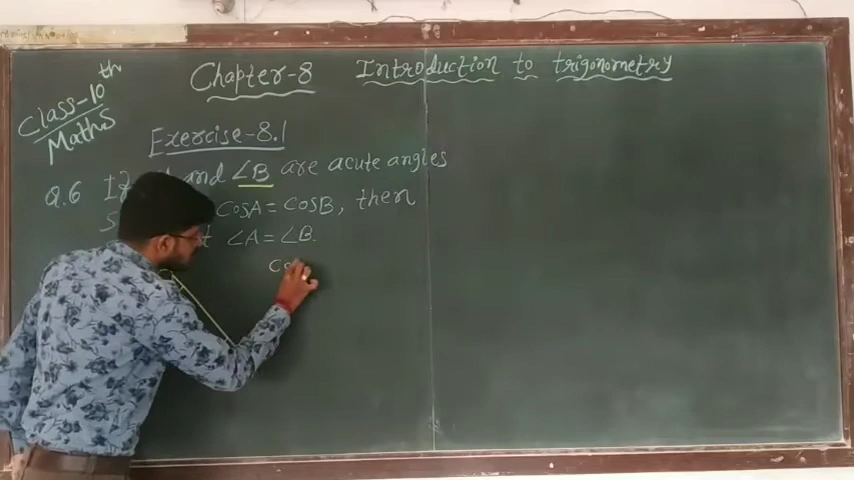 Chapter-8 Introduction to trigonometry
Class-10th
Maths
Exercise-8.1
Q.6 If and ∠B are acute angles
CosA = CosB, then
∠A = ∠B.